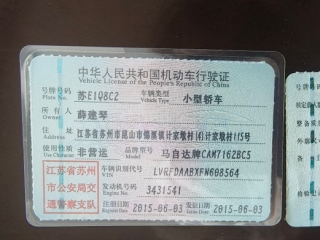 中华人民共和国机动车行驶证
Vehicle License of the People's Republic of China
号牌号码 苏E1Q8C2 车辆类型 小型轿车
Plate No. Vehicle Type
所有人 薛建琴
Owner
住址 江苏省苏州市昆山市锦溪镇计家墩村(4)计家墩村115号
Address
使用性质 非营运 品牌型号 马自达牌CAM7162BC5
Use Character Model
江苏省苏州
市公安局交
通警察支队
车辆识别代号 LVRFDAABXFN608564
VIN
发动机号码 3431541
Engine No.
注册日期 2015-06-03 发证日期 2015-06-03
Register Date Issue Date